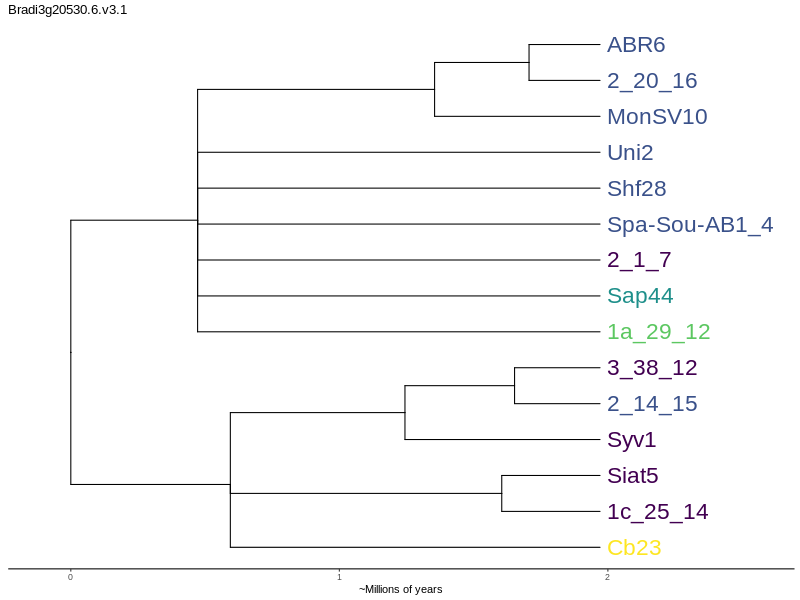 Bradi3g20530.6.v3.1
ABR6
2_20_16
MonSV10
Uni2
Shf28
Spa-Sou-AB1_4
2_1_7
Sap44
1a_29_12
3_38_12
2_14_15
Syv1
Siat5
1c_25_14
Cb23
0 1 2
~Millions of years